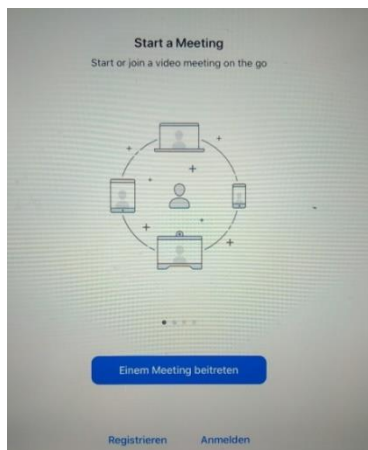 Start a Meeting
Start or join a video meeting on the go
Einem Meeting beitreten
Registrieren Anmelden